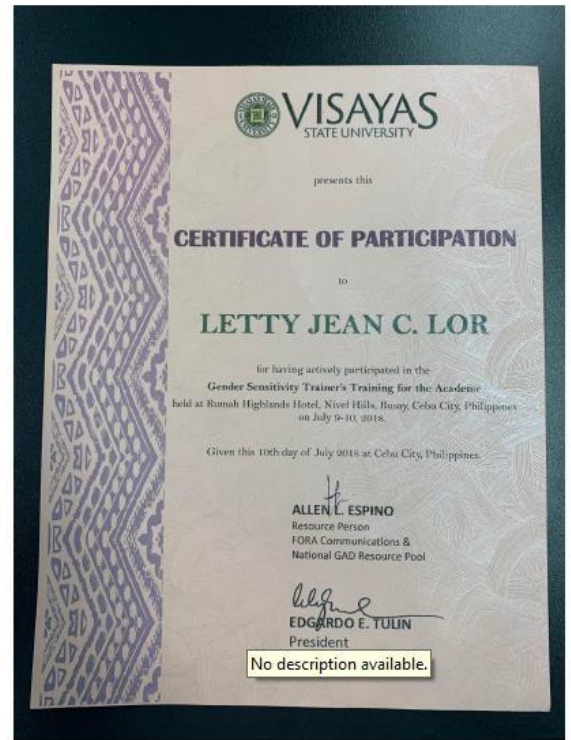 VISAYAS
STATE UNIVERSITY
presents this
CERTIFICATE OF PARTICIPATION
to
LETTY JEAN C. LOR
for having actively participated in the
Gender Sensitivity Trainer's Training for the Academe
held at Rumah Highlands Hotel, Nivel Hills, Busay, Cebu City, Philippines
on July 9-10, 2018.
Given this 10th day of July 2018 at Cebu City, Philippines.
ALLEN L. ESPINO
Resource Person
FORA Communications &
National GAD Resource Pool
EDGARDO E. TULIN
President
No description available.